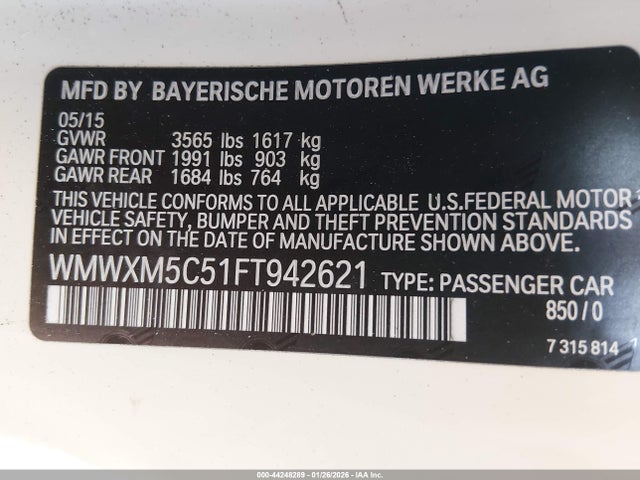 MFD BY BAYERISCHE MOTOREN WERKE AG
05/15
GVWR 3565 lbs 1617 kg
GAWR FRONT 1991 lbs 903 kg
GAWR REAR 1684 lbs 764 kg
THIS VEHICLE CONFORMS TO ALL APPLICABLE U.S.FEDERAL MOTOR
VEHICLE SAFETY, BUMPER AND THEFT PREVENTION STANDARDS
IN EFFECT ON THE DATE OF MANUFACTURE SHOWN ABOVE.
WMWXM5C51FT942621 TYPE: PASSENGER CAR
850/0
7 315 814
000-44248289 - 01/26/2026 - IAA Inc.